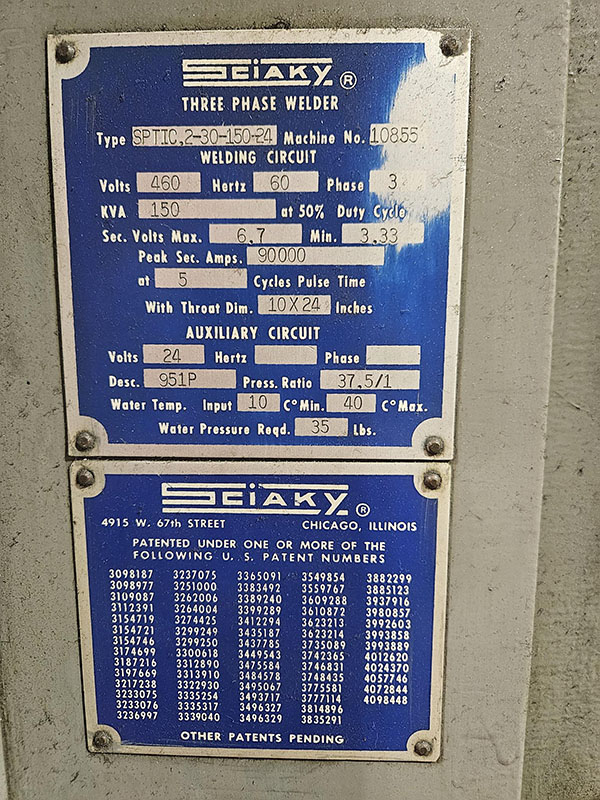 SCIAKY ®
THREE PHASE WELDER
Type SPTIC,2-30-150-24 Machine No. 10855
WELDING CIRCUIT
Volts 460 Hertz 60 Phase 3
KVA 150 at 50% Duty Cycle
Sec. Volts Max. 6.7 Min. 3.33
Peak Sec. Amps. 90000
at 5 Cycles Pulse Time
With Throat Dim. 10X24 Inches
AUXILIARY CIRCUIT
Volts 24 Hertz Phase
Desc. 951P Press. Ratio 37,5/1
Water Temp. Input 10 C° Min. 40 C° Max.
Water Pressure Reqd. 35 Lbs.
SCIAKY ®
4915 W. 67th STREET CHICAGO, ILLINOIS
PATENTED UNDER ONE OR MORE OF THE
FOLLOWING U. S. PATENT NUMBERS
3098187 3237075 3365091 3549854 3882299
3098977 3251000 3383492 3559767 3885123
3109087 3262006 3389240 3609288 3937916
3112391 3264004 3399289 3610872 3980857
3154719 3274425 3412294 3623213 3992603
3154721 3299249 3435187 3623214 3993858
3154746 3299250 3437785 3735089 3993889
3174699 3300618 3449543 3742365 4012620
3187216 3312890 3475584 3746831 4024370
3197669 3313910 3484578 3748435 4057746
3217238 3322930 3495067 3775581 4072844
3233075 3335254 3493717 3777114 4098448
3233076 3335317 3496327 3814896
3236997 3339040 3496329 3835291
OTHER PATENTS PENDING